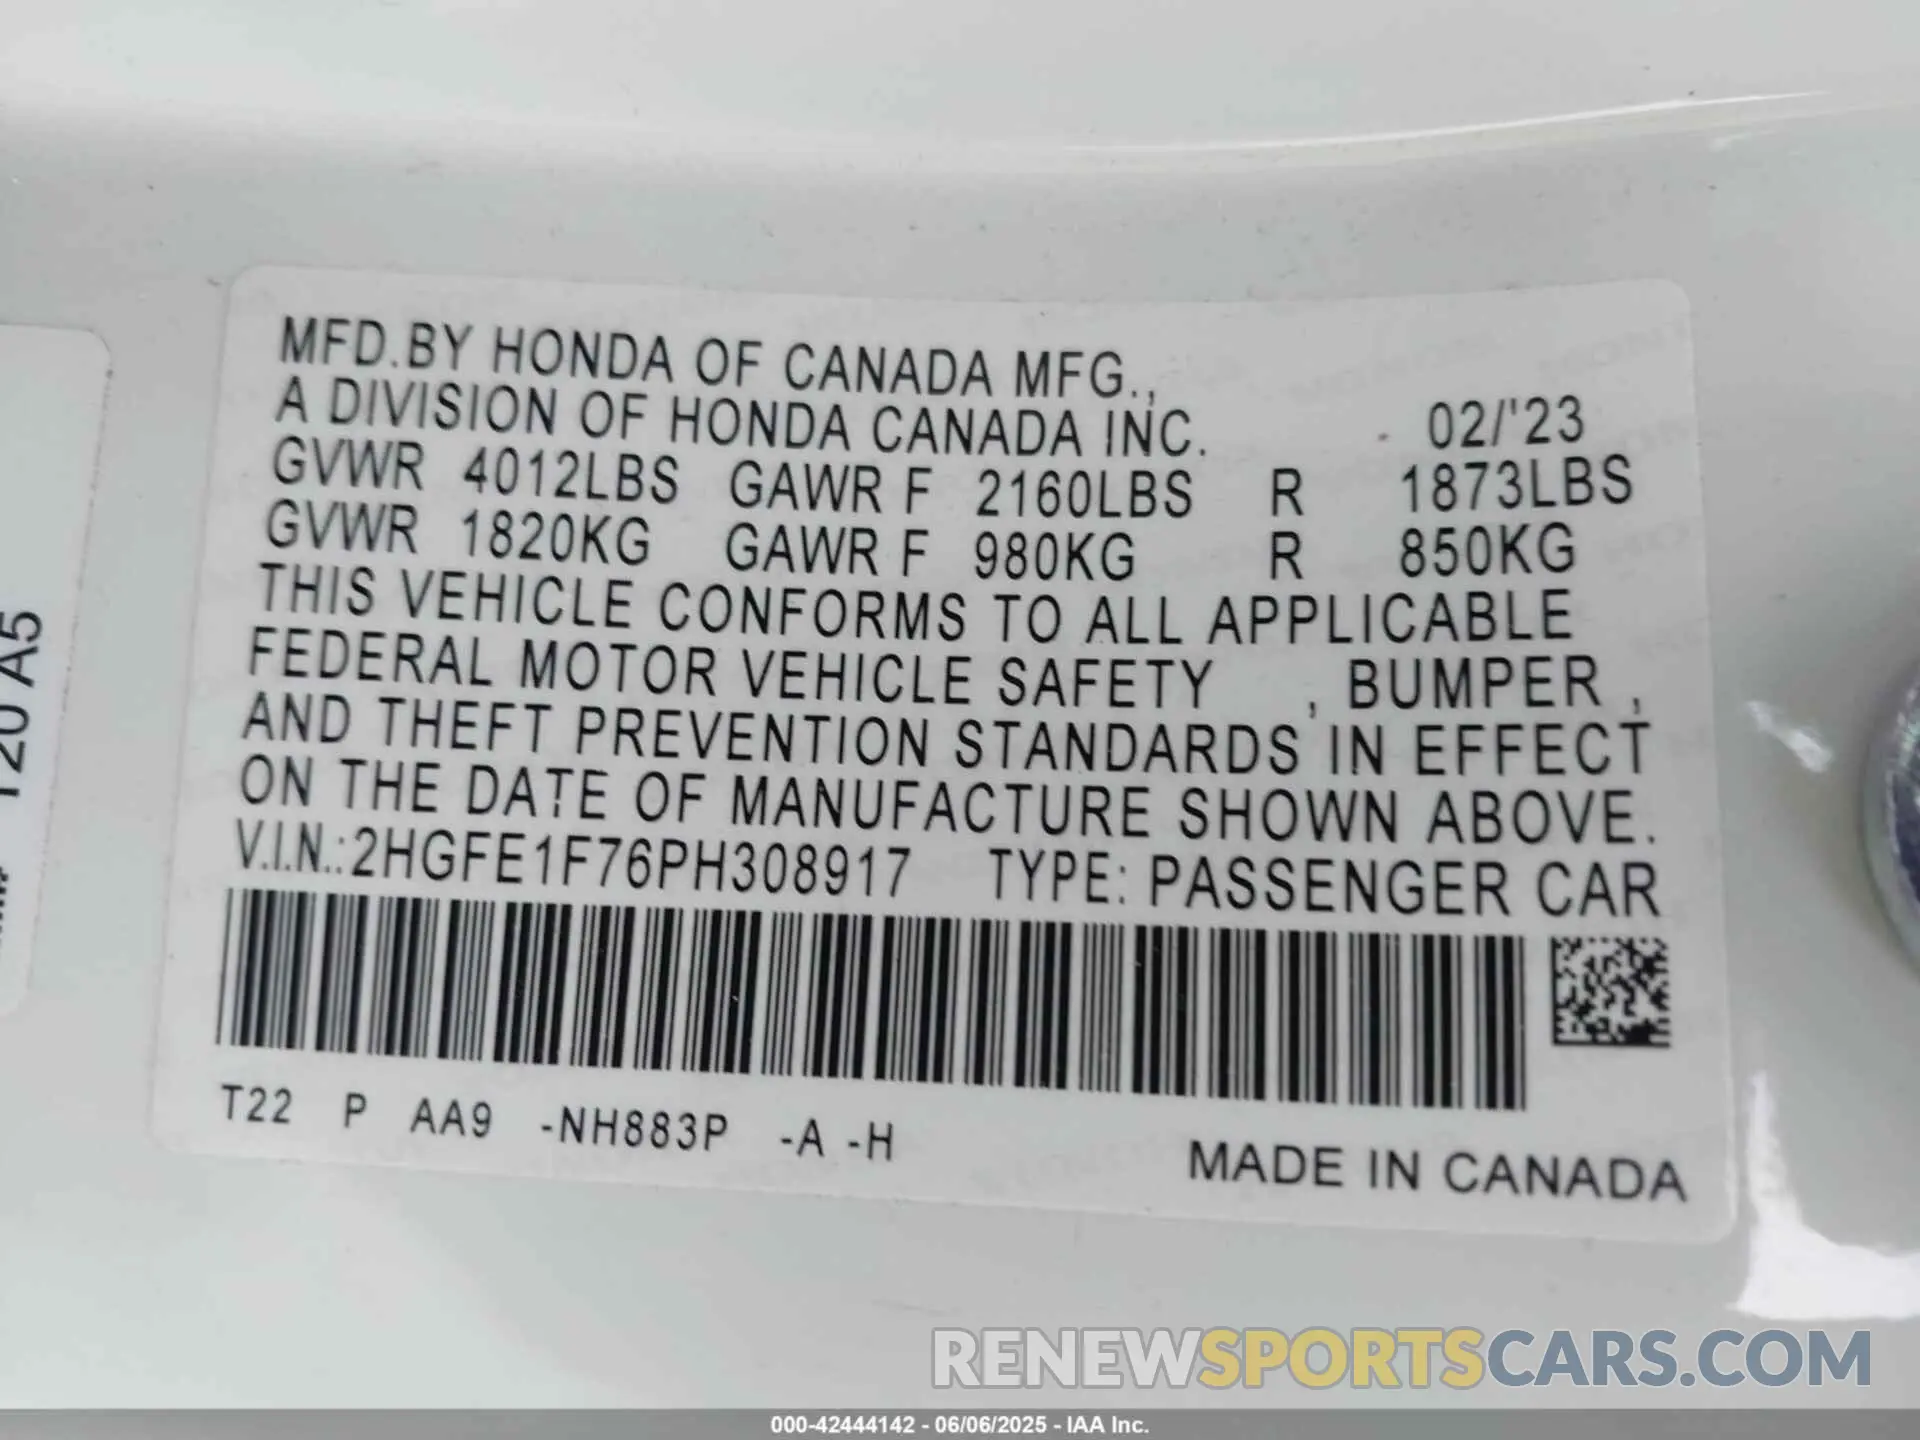 MFD.BY HONDA OF CANADA MFG.,
A DIVISION OF HONDA CANADA INC. 02/'23
GVWR 4012LBS GAWR F 2160LBS R 1873LBS
GVWR 1820KG GAWR F 980KG R 850KG
THIS VEHICLE CONFORMS TO ALL APPLICABLE
FEDERAL MOTOR VEHICLE SAFETY , BUMPER ,
AND THEFT PREVENTION STANDARDS IN EFFECT
ON THE DATE OF MANUFACTURE SHOWN ABOVE.
V.I.N.:2HGFE1F76PH308917 TYPE: PASSENGER CAR
T22 P AA9 -NH883P -A -H
MADE IN CANADA
120 A5
RENEWSPORTSCARS.COM
000-42444142 - 06/06/2025 - IAA Inc.